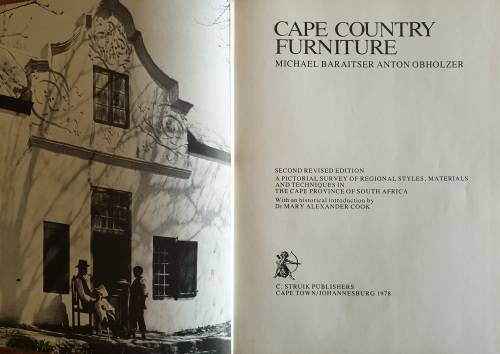 CAPE COUNTRY
FURNITURE
MICHAEL BARAITSER ANTON OBHOLZER
SECOND REVISED EDITION
A PICTORIAL SURVEY OF REGIONAL STYLES, MATERIALS
AND TECHNIQUES IN
THE CAPE PROVINCE OF SOUTH AFRICA
With an historical introduction by
Dr MARY ALEXANDER COOK
C. STRUIK PUBLISHERS
CAPE TOWN/JOHANNESBURG 1978